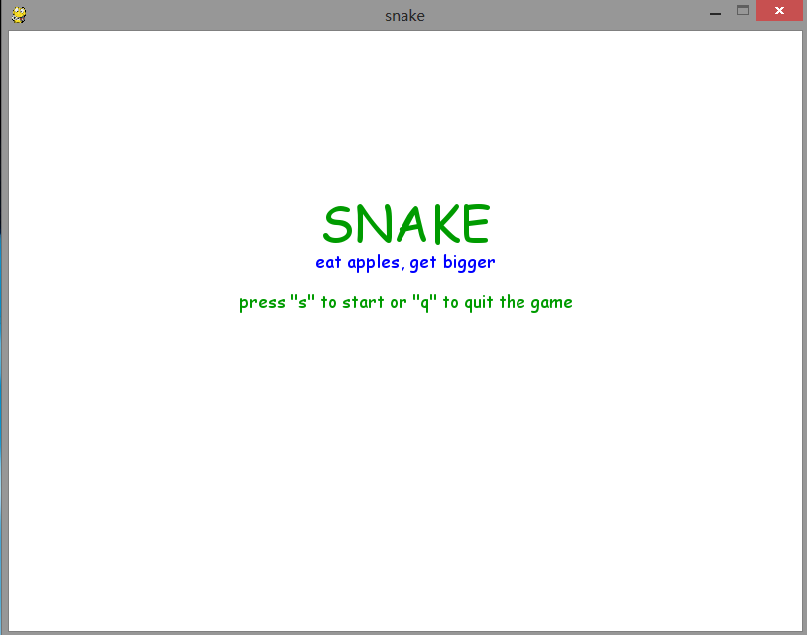 snake
SNAKE
eat apples, get bigger
press "s" to start or "q" to quit the game